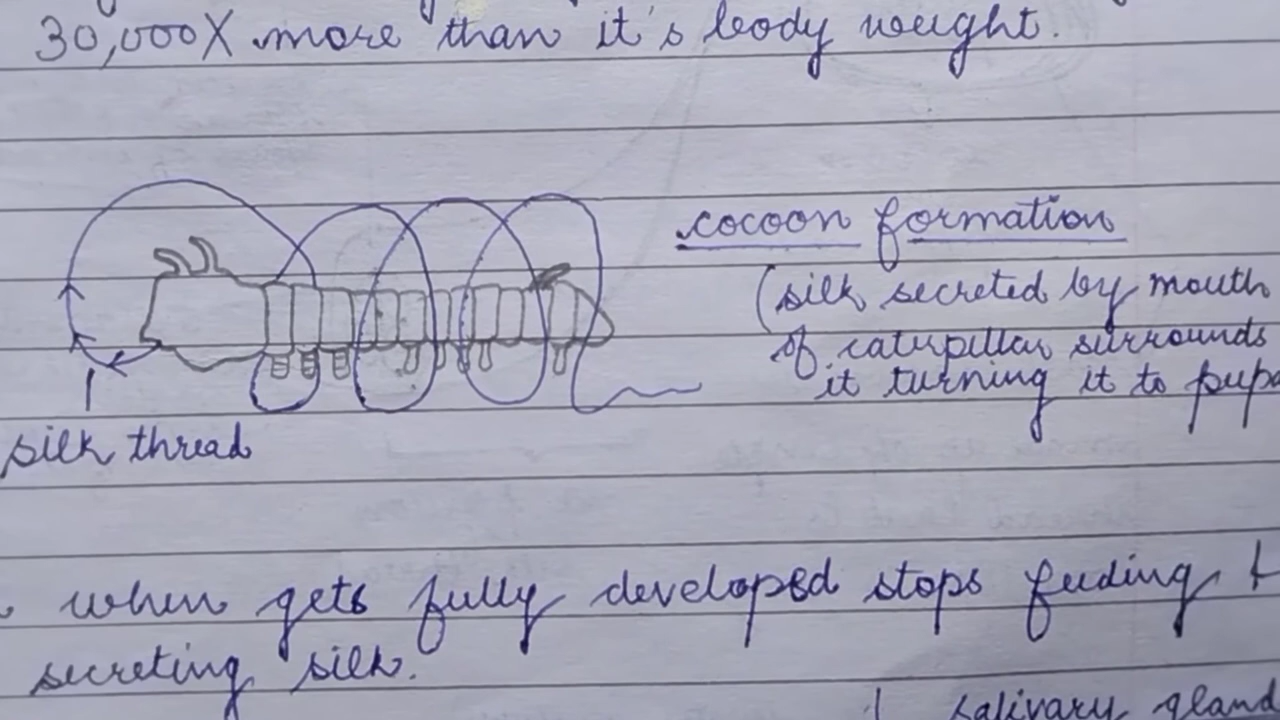 30,000X more than it's body weight.
cocoon formation
(silk secreted by mouth
of caterpillar surrounds
it turning it to pupa
silk thread
when gets fully developed stops feeding
secreting silk.
salivary gland